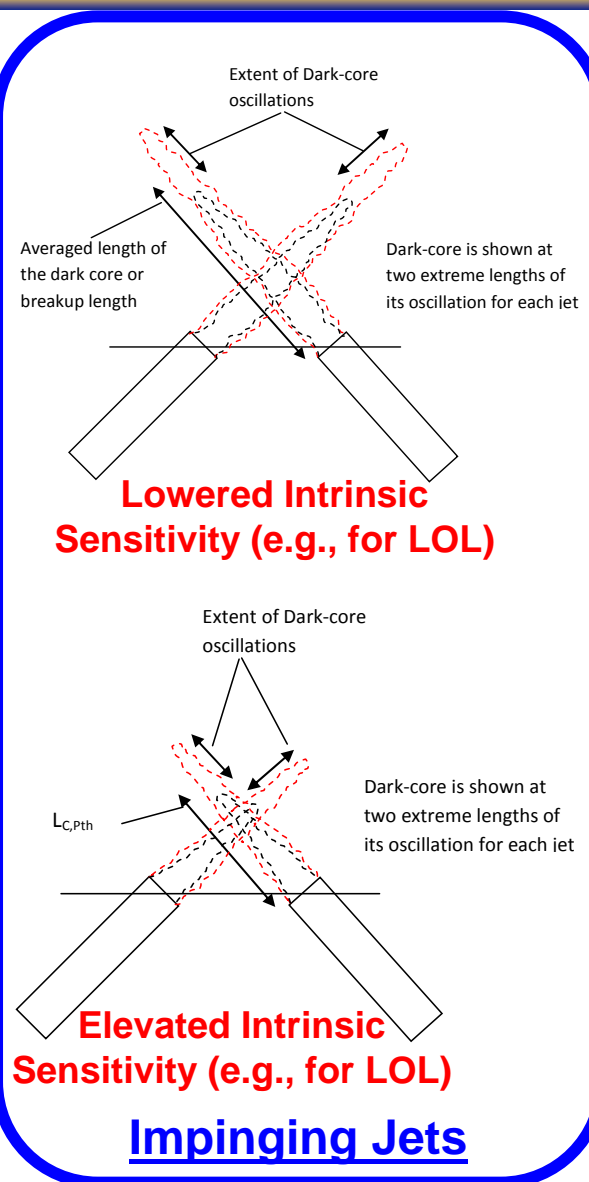 Extent of Dark-core
oscillations
Averaged length of
the dark core or
breakup length
Dark-core is shown at
two extreme lengths of
its oscillation for each jet
Lowered Intrinsic
Sensitivity (e.g., for LOL)
Extent of Dark-core
oscillations
Dark-core is shown at
two extreme lengths of
its oscillation for each jet
L_C,Pth
Elevated Intrinsic
Sensitivity (e.g., for LOL)
Impinging Jets